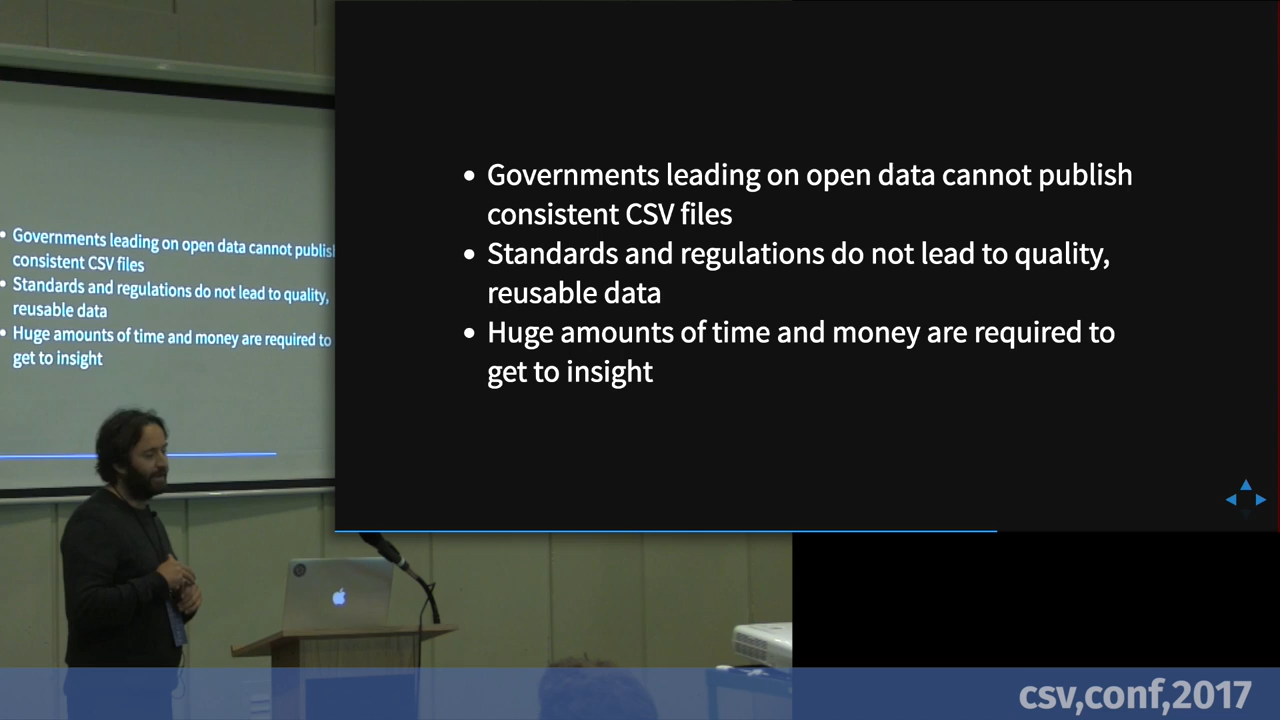 • Governments leading on open data cannot publish
consistent CSV files
• Standards and regulations do not lead to quality,
reusable data
• Huge amounts of time and money are required to
get to insight
• Governments leading on open data cannot publish
consistent CSV files
• Standards and regulations do not lead to quality,
reusable data
• Huge amounts of time and money are required to
get to insight
csv,conf,2017